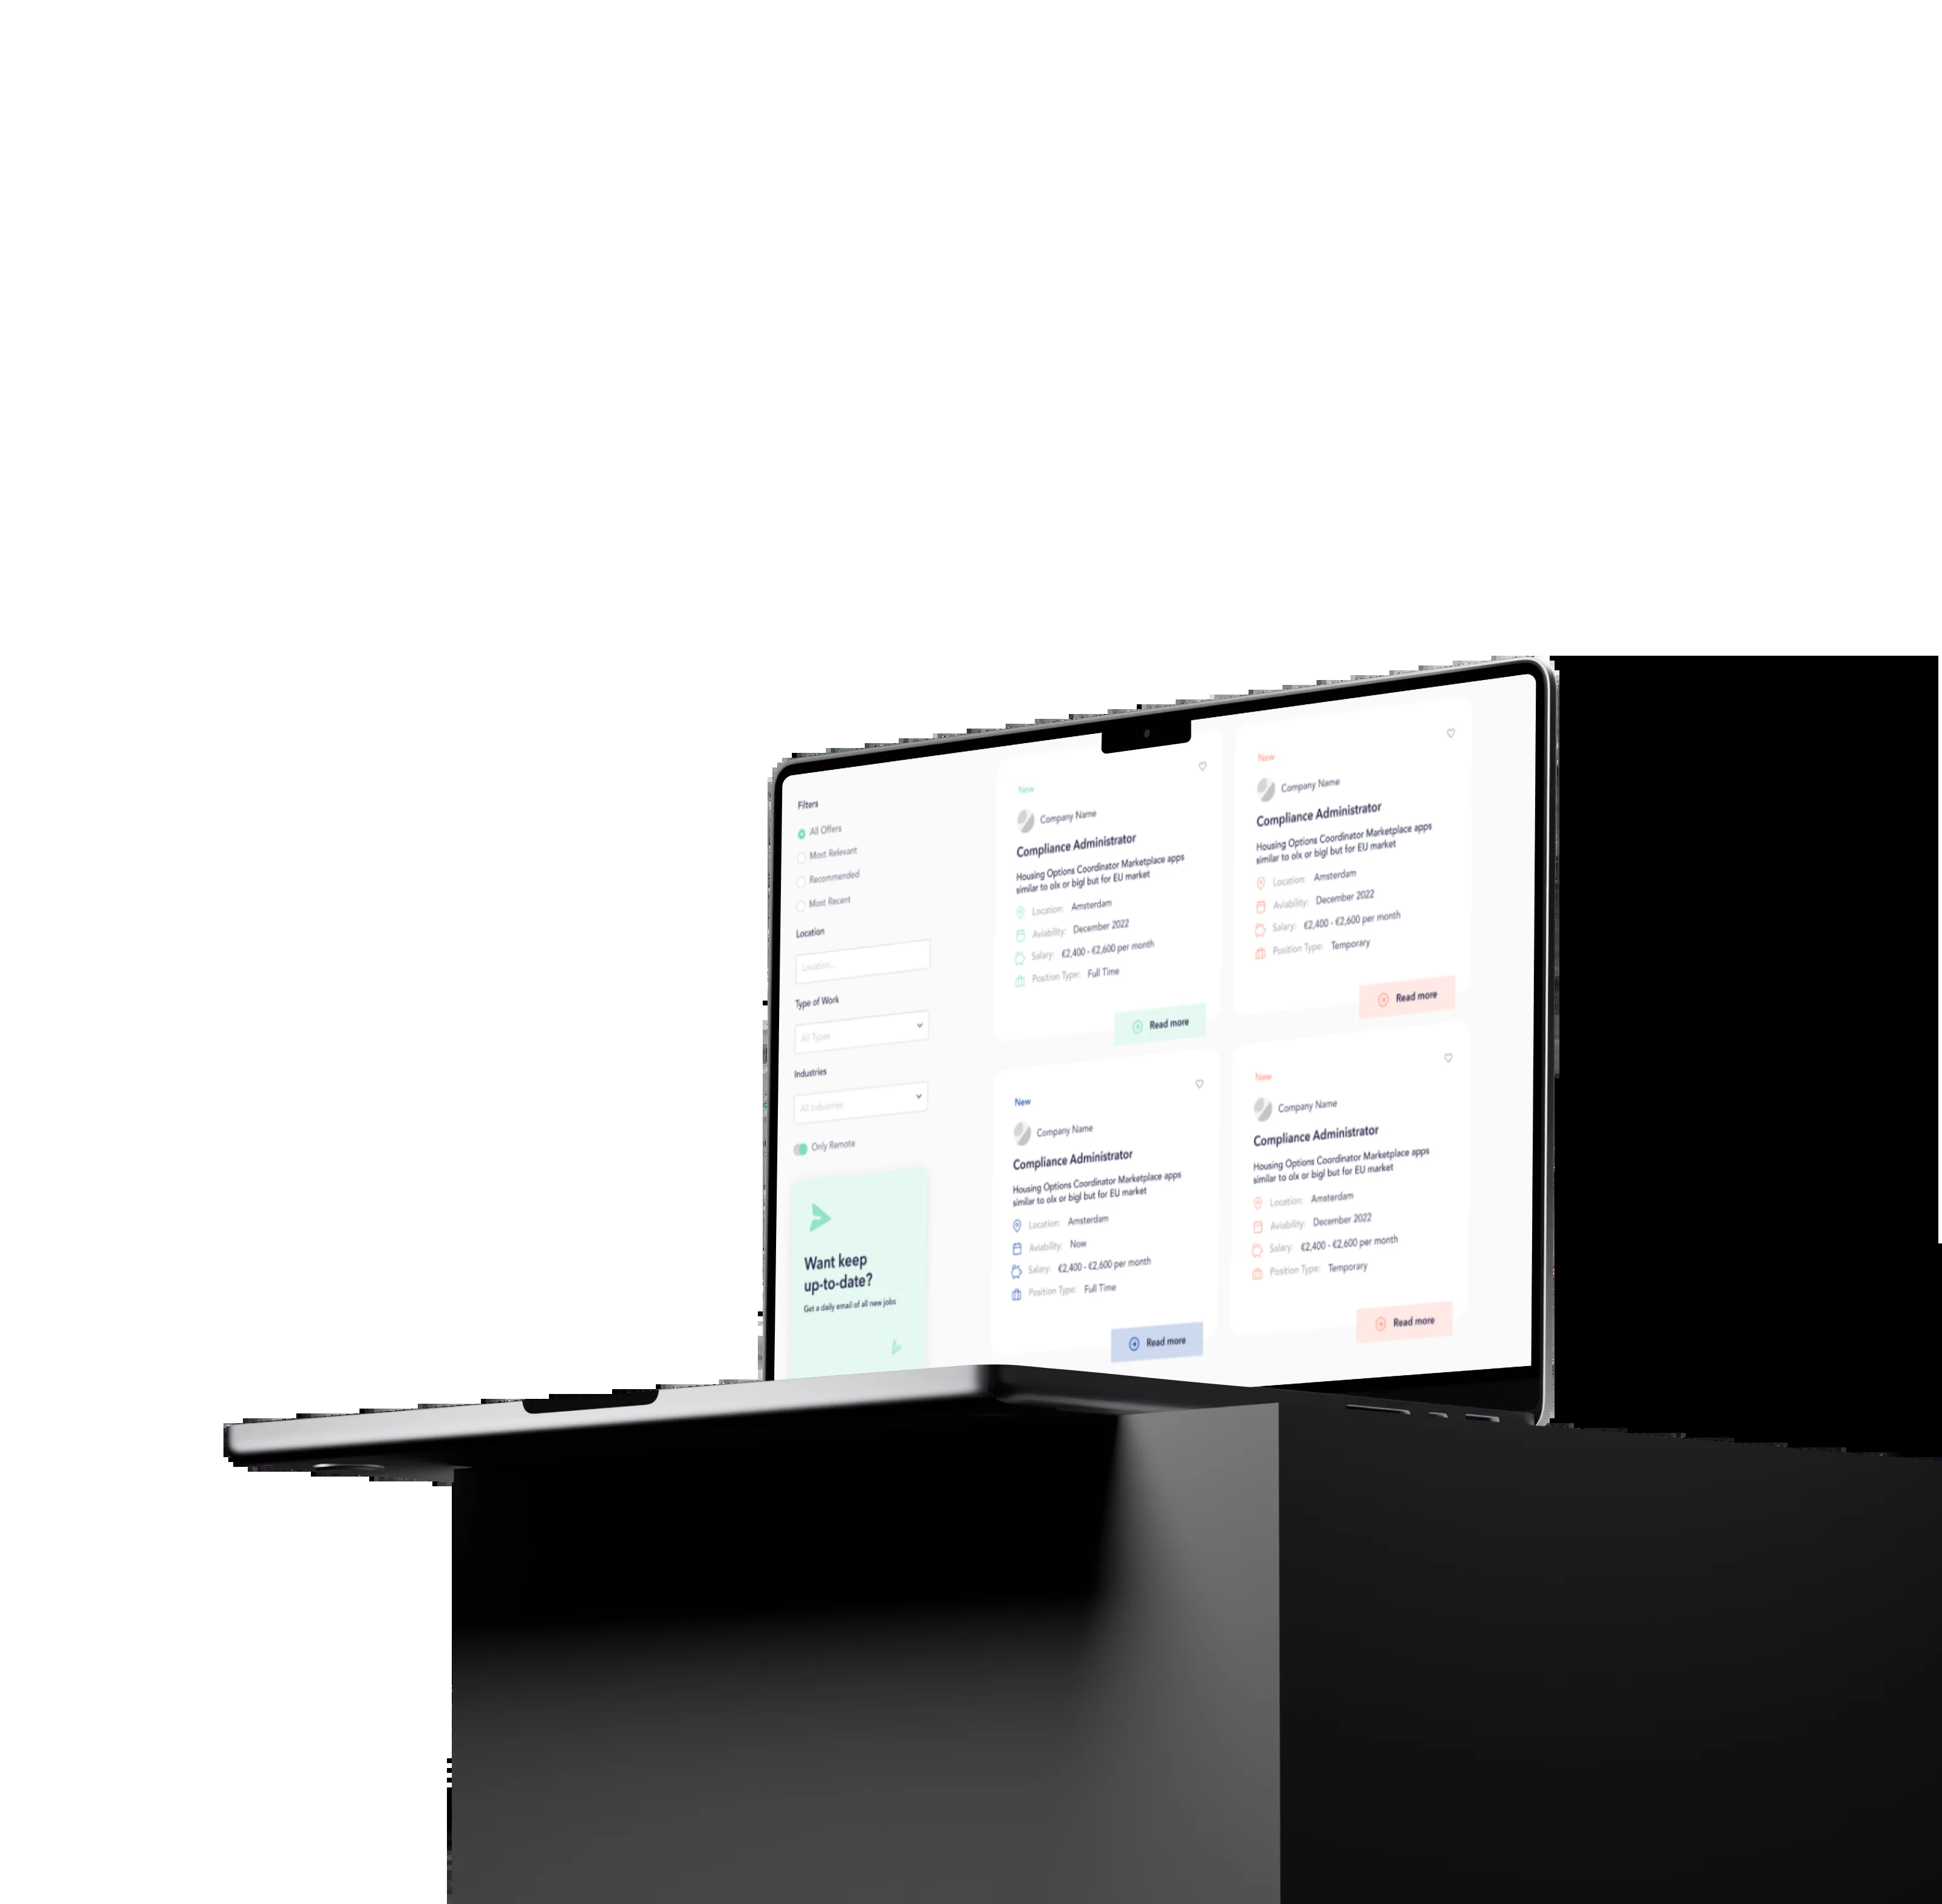 Filters
All Offers
Most Relevant
Recommended
Most Recent
Location
Location...
Type of Work
All Types
Industries
All Industries
Only Remote
Want keep
up-to-date?
Get a daily email of all new jobs
New
Company Name
Compliance Administrator
Housing Options Coordinator Marketplace apps
similar to olx or bigl but for EU market
Location: Amsterdam
Aviability: December 2022
Salary: €2,400 - €2,600 per month
Position Type: Full Time
Read more
New
Company Name
Compliance Administrator
Housing Options Coordinator Marketplace apps
similar to olx or bigl but for EU market
Location: Amsterdam
Aviability: December 2022
Salary: €2,400 - €2,600 per month
Position Type: Temporary
Read more
New
Company Name
Compliance Administrator
Housing Options Coordinator Marketplace apps
similar to olx or bigl but for EU market
Location: Amsterdam
Aviability: Now
Salary: €2,400 - €2,600 per month
Position Type: Full Time
Read more
New
Company Name
Compliance Administrator
Housing Options Coordinator Marketplace apps
similar to olx or bigl but for EU market
Location: Amsterdam
Aviability: December 2022
Salary: €2,400 - €2,600 per month
Position Type: Temporary
Read more